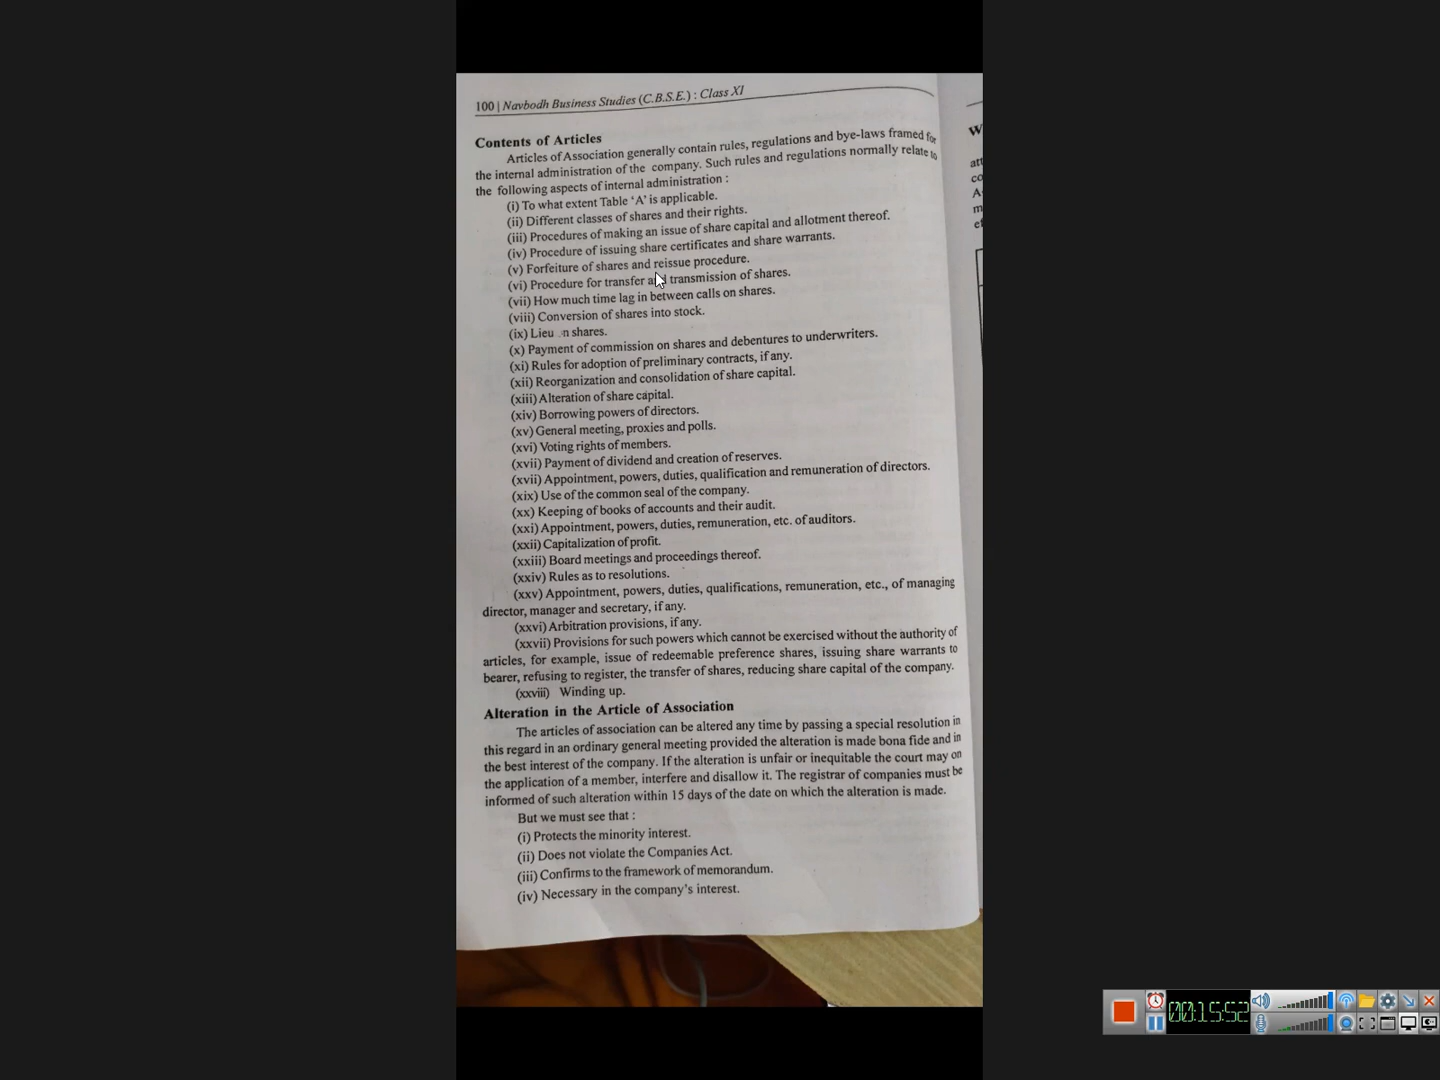 100 | Navbodh Business Studies (C.B.S.E.) : Class XI
Contents of Articles
Articles of Association generally contain rules, regulations and bye-laws framed for
the internal administration of the company. Such rules and regulations normally relate to
the following aspects of internal administration :
(i) To what extent Table 'A' is applicable.
(ii) Different classes of shares and their rights.
(iii) Procedures of making an issue of share capital and allotment thereof.
(iv) Procedure of issuing share certificates and share warrants.
(v) Forfeiture of shares and reissue procedure.
(vi) Procedure for transfer and transmission of shares.
(vii) How much time lag in between calls on shares.
(viii) Conversion of shares into stock.
(ix) Lieu n shares.
(x) Payment of commission on shares and debentures to underwriters.
(xi) Rules for adoption of preliminary contracts, if any.
(xii) Reorganization and consolidation of share capital.
(xiii) Alteration of share capital.
(xiv) Borrowing powers of directors.
(xv) General meeting, proxies and polls.
(xvi) Voting rights of members.
(xvii) Payment of dividend and creation of reserves.
(xvii) Appointment, powers, duties, qualification and remuneration of directors.
(xix) Use of the common seal of the company.
(xx) Keeping of books of accounts and their audit.
(xxi) Appointment, powers, duties, remuneration, etc. of auditors.
(xxii) Capitalization of profit.
(xxiii) Board meetings and proceedings thereof.
(xxiv) Rules as to resolutions.
(xxv) Appointment, powers, duties, qualifications, remuneration, etc., of managing
director, manager and secretary, if any.
(xxvi) Arbitration provisions, if any.
(xxvii) Provisions for such powers which cannot be exercised without the authority of
articles, for example, issue of redeemable preference shares, issuing share warrants to
bearer, refusing to register, the transfer of shares, reducing share capital of the company.
(xxviii) Winding up.
Alteration in the Article of Association
The articles of association can be altered any time by passing a special resolution in
this regard in an ordinary general meeting provided the alteration is made bona fide and in
the best interest of the company. If the alteration is unfair or inequitable the court may on
the application of a member, interfere and disallow it. The registrar of companies must be
informed of such alteration within 15 days of the date on which the alteration is made.
But we must see that :
(i) Protects the minority interest.
(ii) Does not violate the Companies Act.
(iii) Confirms to the framework of memorandum.
(iv) Necessary in the company's interest.
00:15:52